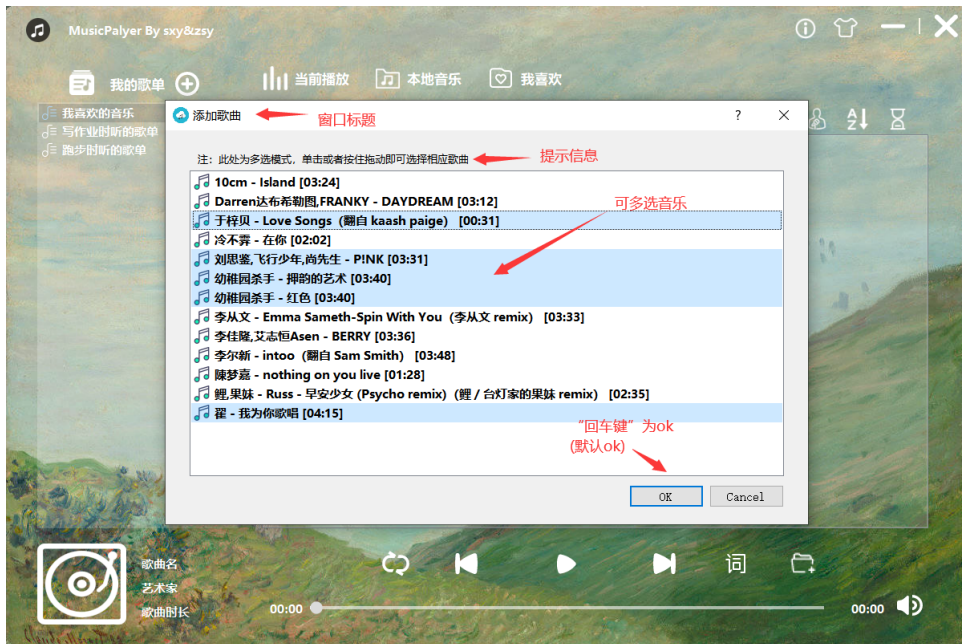 MusicPalyer By sxy&zsy
我的歌单
当前播放
本地音乐
我喜欢
我喜欢的音乐
写作业时听的歌单
跑步时听的歌单
添加歌曲
窗口标题
?
注：此处为多选模式，单击或者按住拖动即可选择相应歌曲
提示信息
10cm - Island [03:24]
Darren达布希勒图,FRANKY - DAYDREAM [03:12]
可多选音乐
于梓贝 - Love Songs（翻自 kaash paige） [00:31]
冷不霁 - 在你 [02:02]
刘思鉴,飞行少年,尚先生 - P!NK [03:31]
幼稚园杀手 - 押韵的艺术 [03:40]
幼稚园杀手 - 红色 [03:40]
李从文 - Emma Sameth-Spin With You（李从文 remix） [03:33]
李佳隆,艾志恒Asen - BERRY [03:36]
李尔新 - intoo（翻自 Sam Smith） [03:48]
陳梦嘉 - nothing on you live [01:28]
鲤,果妹 - Russ - 早安少女 (Psycho remix)（鲤 / 台灯家的果妹 remix） [02:35]
翟 - 我为你歌唱 [04:15]
“回车键”为ok
(默认ok)
OK
Cancel
歌曲名
艺术家
歌曲时长
词
00:00
00:00